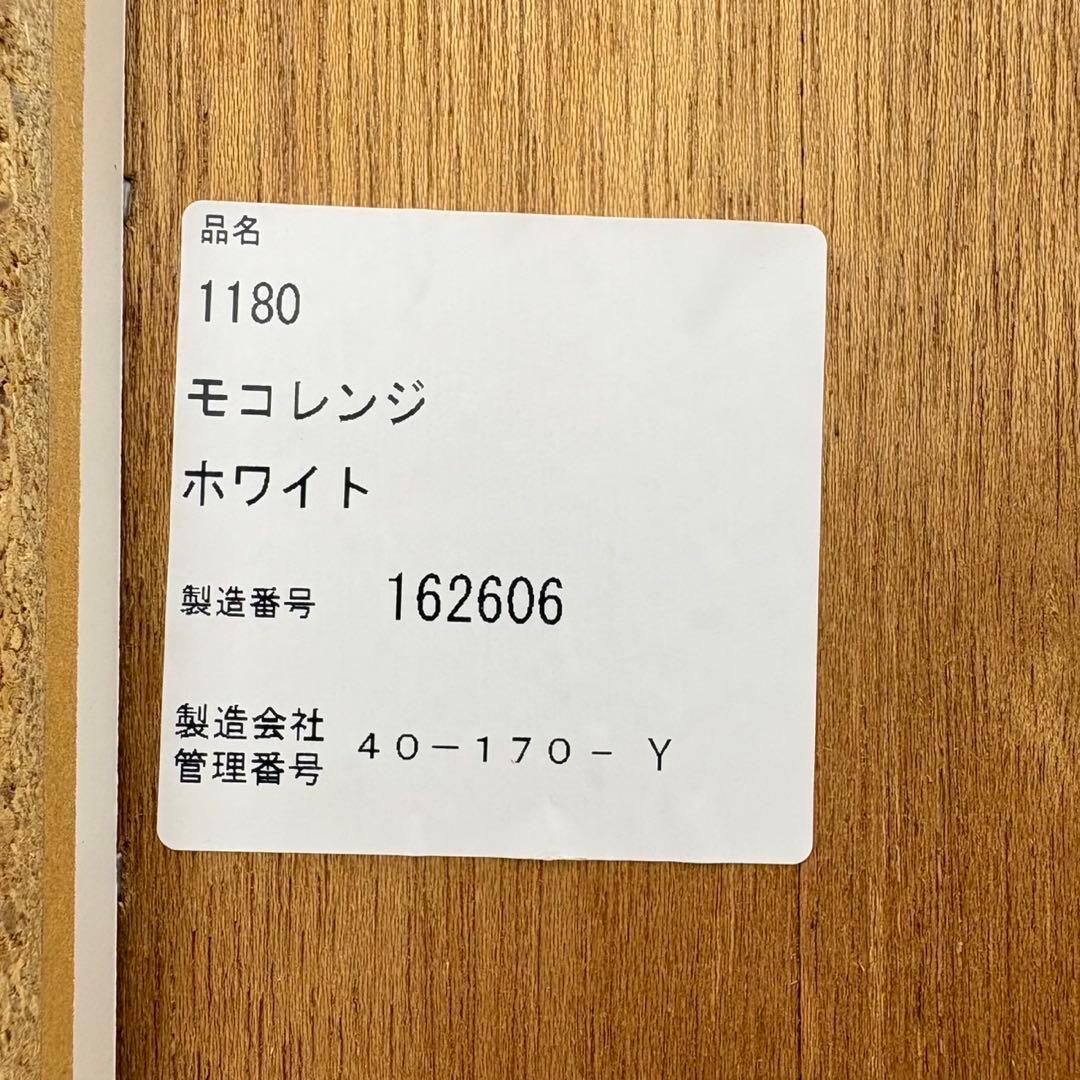 品名
1180
モコレンジ
ホワイト
製造番号 162606
製造会社
管理番号 40-170-Y